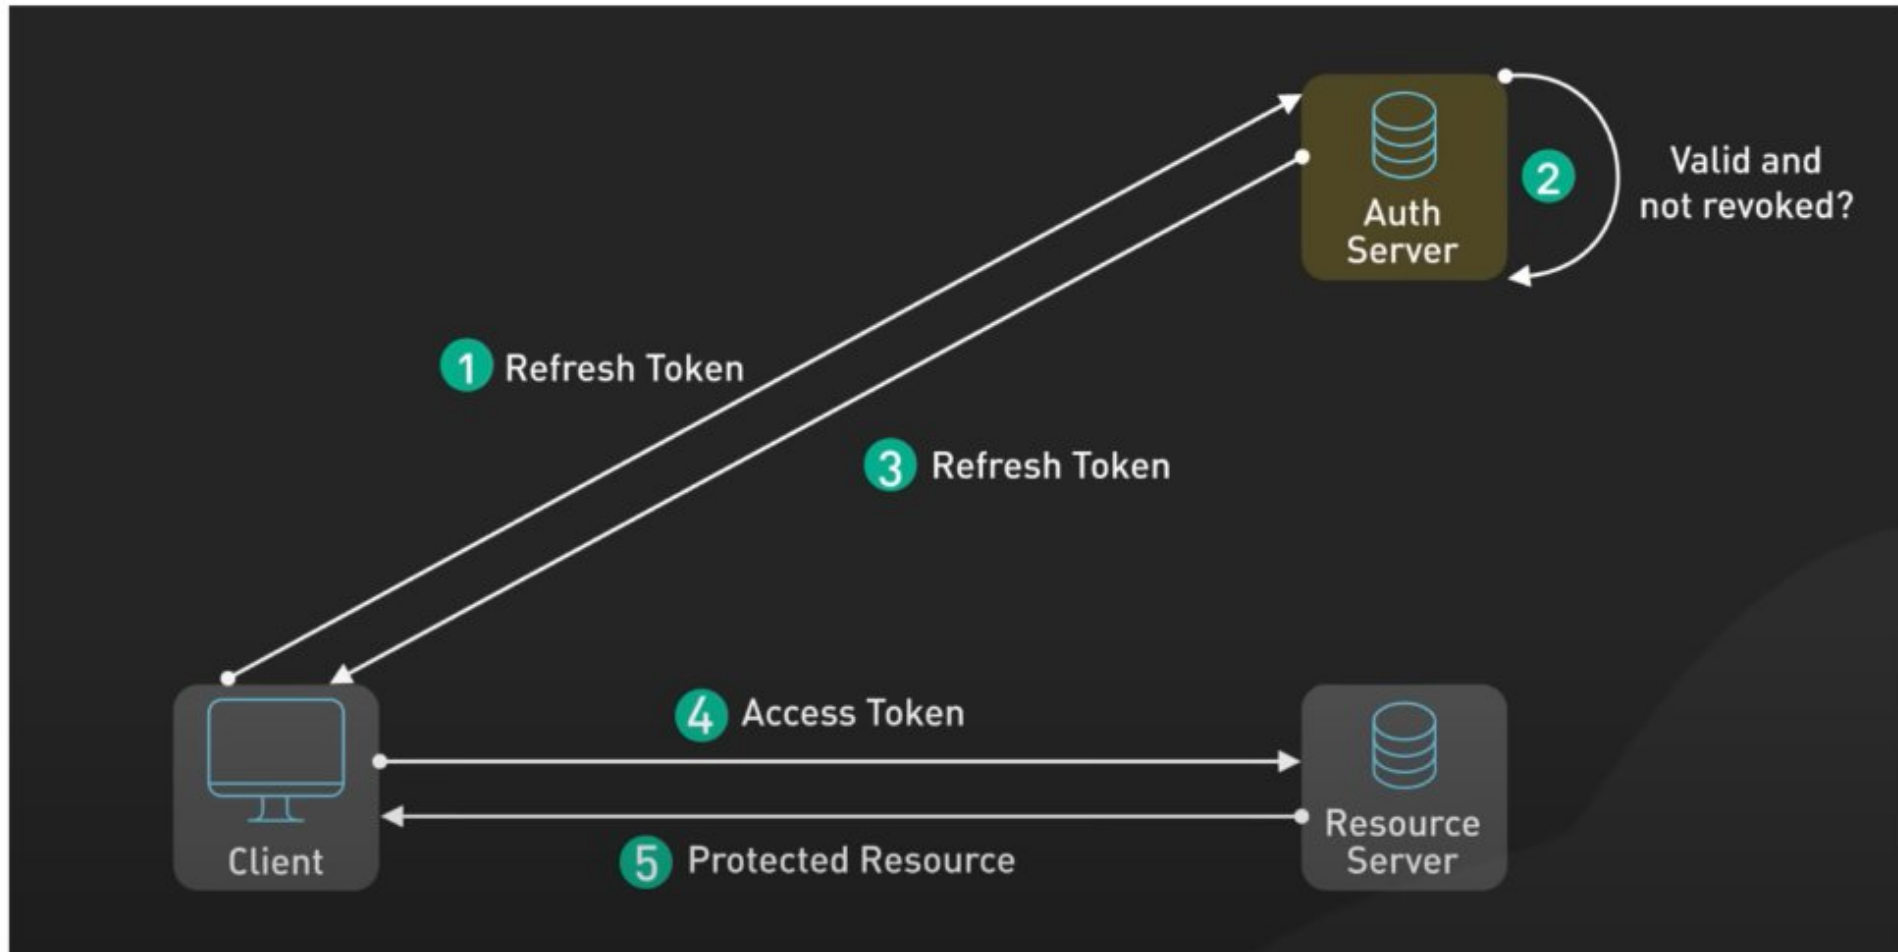 Auth
Server
2
Valid and
not revoked?
1 Refresh Token
3 Refresh Token
4 Access Token
Client
5 Protected Resource
Resource
Server